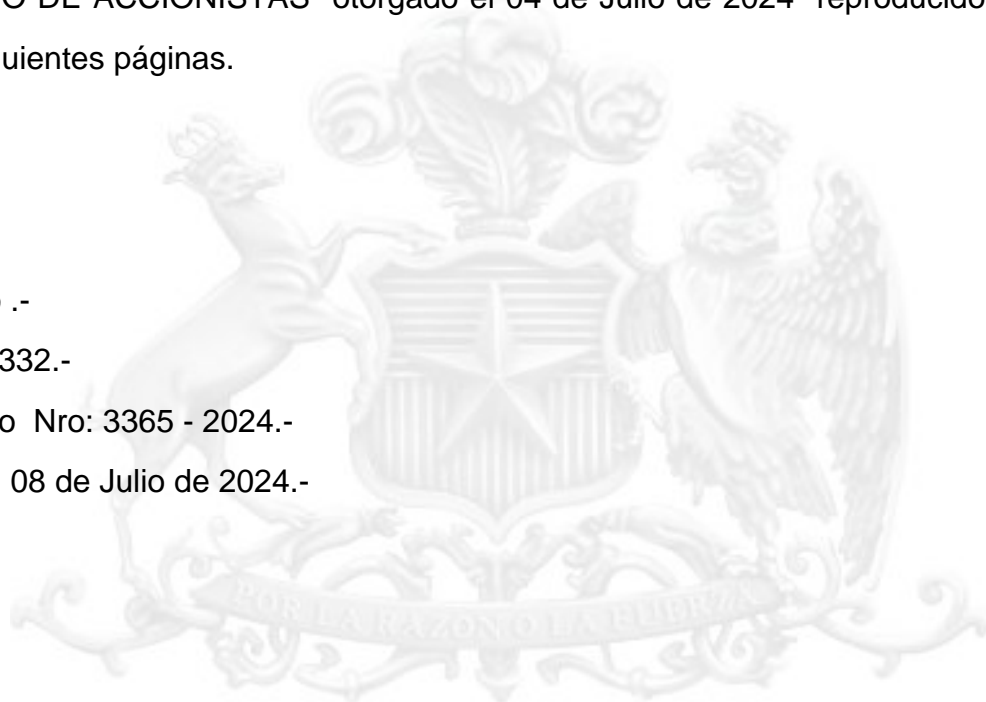 O DE ACCIONISTAS" otorgado el 04 de Julio de 2024 reproducido
uientes páginas.
.-
332.-
o Nro: 3365 - 2024.-
08 de Julio de 2024.-
POR LA RAZON O LA FUERZA